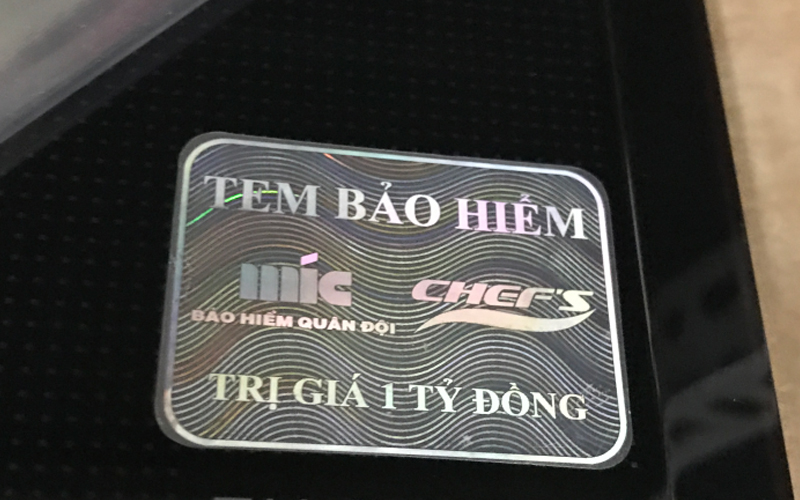 TEM BẢO HIỂM
mic CHEF'S
BẢO HIỂM QUÂN ĐỘI
TRỊ GIÁ 1 TỶ ĐỒNG